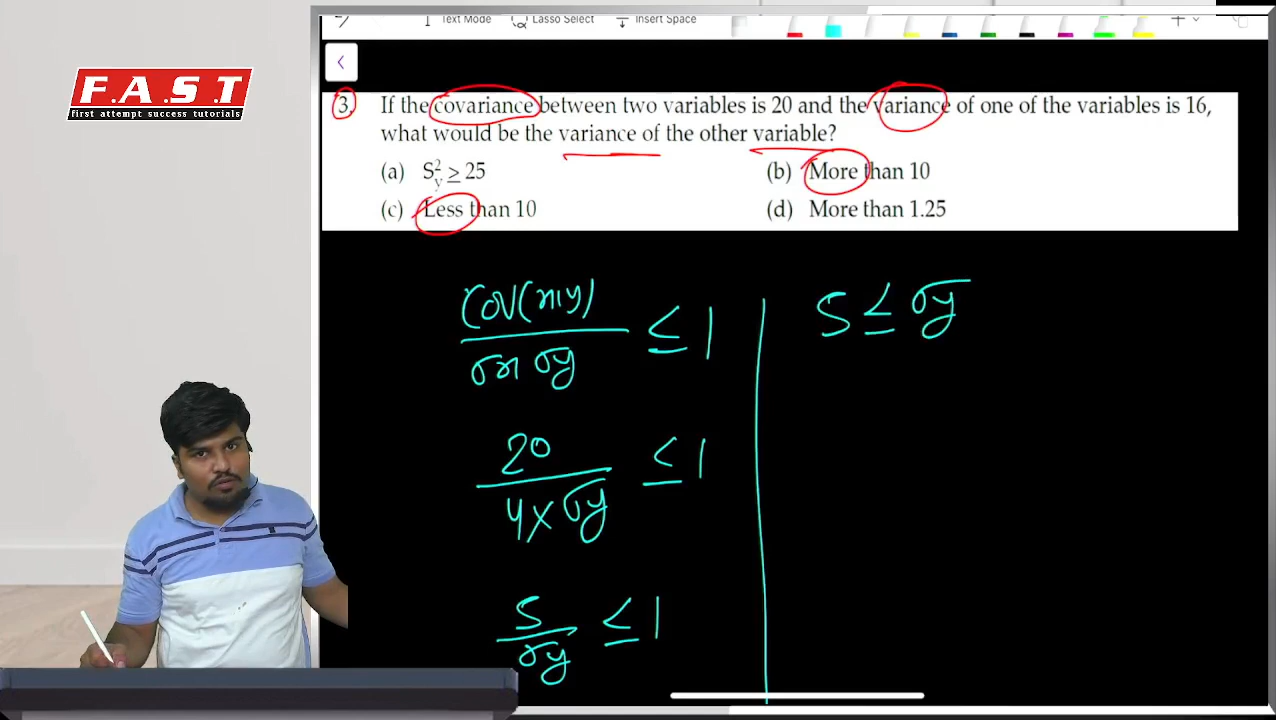 Text Mode Lasso Select Insert Space
F.A.S.T
first attempt success tutorials
3. If the covariance between two variables is 20 and the variance of one of the variables is 16,
what would be the variance of the other variable?
(a) S²y ≥ 25 (b) More than 10
(c) Less than 10 (d) More than 1.25
Cov(x,y) / σx σy ≤ 1
5 ≤ σy
20 / 4 × σy ≤ 1
5 / σy ≤ 1